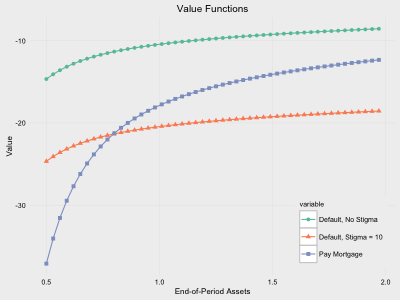 Value Functions
-10
-20
-30
Value
0.5
1.0
1.5
2.0
End-of-Period Assets
variable
Default, No Stigma
Default, Stigma = 10
Pay Mortgage